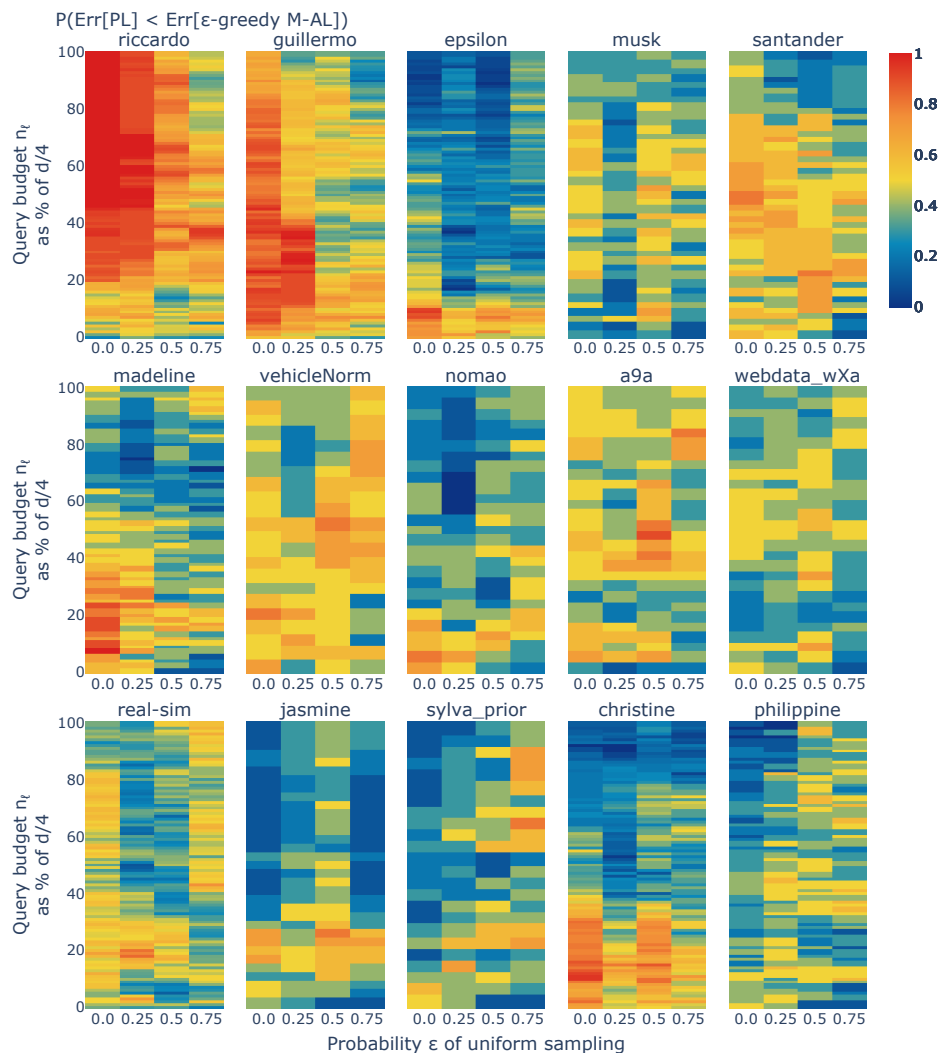 P(Err[PL] < Err[ε-greedy M-AL])
riccardo guillermo epsilon musk santander
100
80
60
40
20
0
Query budget nℓ
as % of d/4
0.0 0.25 0.5 0.75 0.0 0.25 0.5 0.75 0.0 0.25 0.5 0.75 0.0 0.25 0.5 0.75 0.0 0.25 0.5 0.75
1
0.8
0.6
0.4
0.2
0
madeline vehicleNorm nomao a9a webdata_wXa
100
80
60
40
20
0
Query budget nℓ
as % of d/4
0.0 0.25 0.5 0.75 0.0 0.25 0.5 0.75 0.0 0.25 0.5 0.75 0.0 0.25 0.5 0.75 0.0 0.25 0.5 0.75
real-sim jasmine sylva_prior christine philippine
100
80
60
40
20
0
Query budget nℓ
as % of d/4
0.0 0.25 0.5 0.75 0.0 0.25 0.5 0.75 0.0 0.25 0.5 0.75 0.0 0.25 0.5 0.75 0.0 0.25 0.5 0.75
Probability ε of uniform sampling